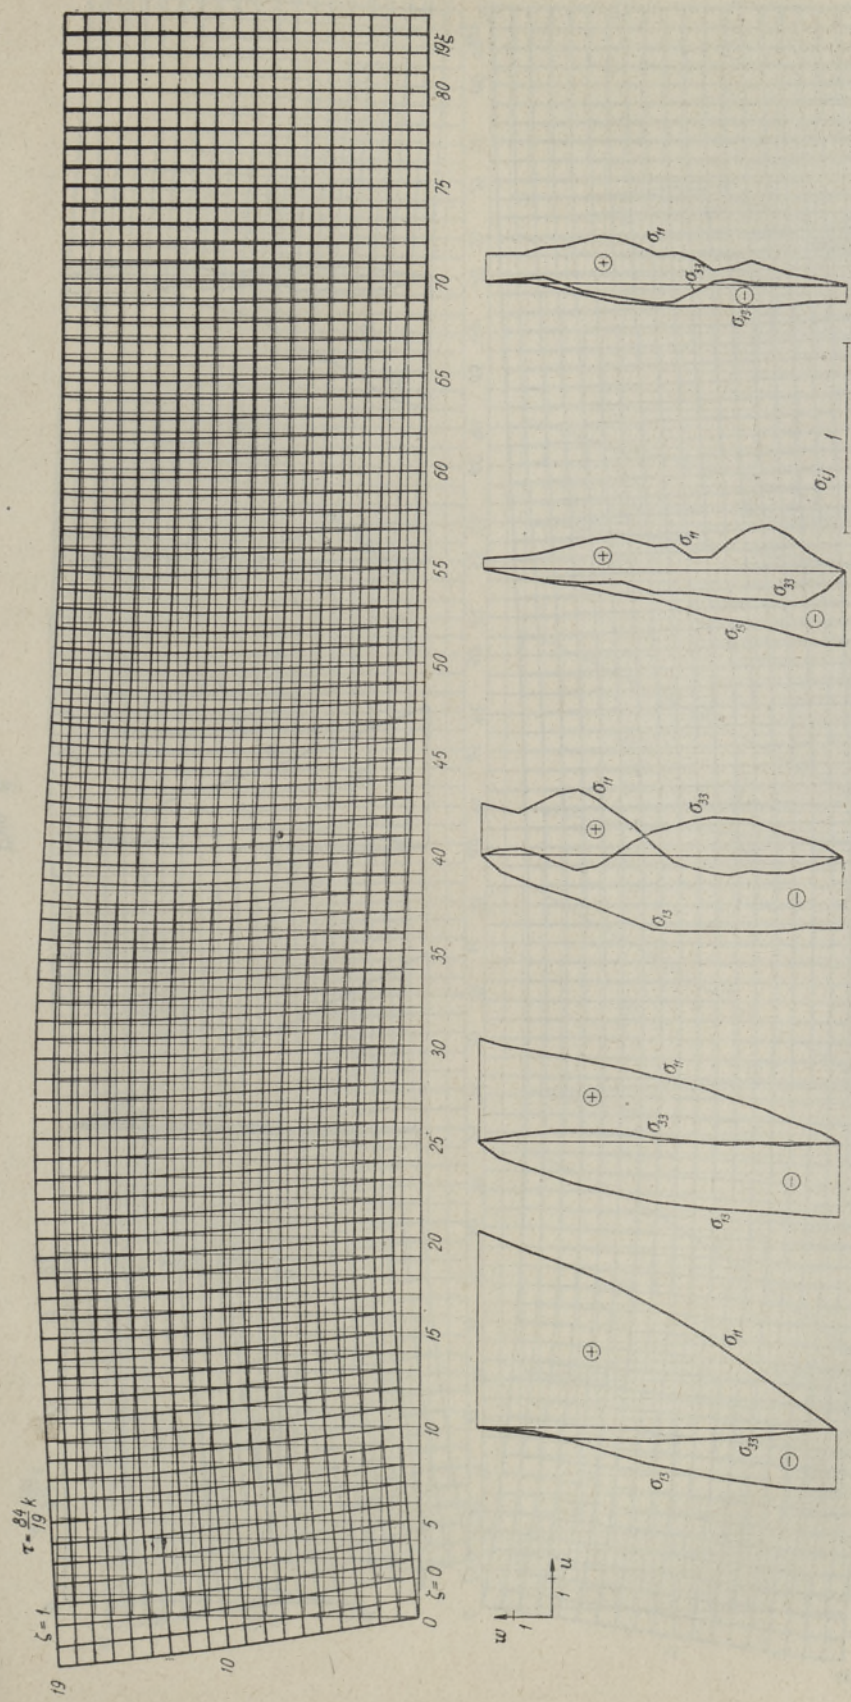 τ = 84/19 k
ζ = 1
19
10
ζ = 0
0 5 10 15 20 25 30 35 40 45 50 55 60 65 70 75 80 19ξ
w
1
1 u
σ₁₃ σ₃₃ σ₁₁
+ −
σ₁₃ σ₃₃ σ₁₁
+ −
σ₁₃ σ₁₁ σ₃₃
+ −
σ₁₃ σ₃₃ σ₁₁
+ −
σᵢⱼ 1
σ₁₃ σ₃₃ σ₁₁
+ −